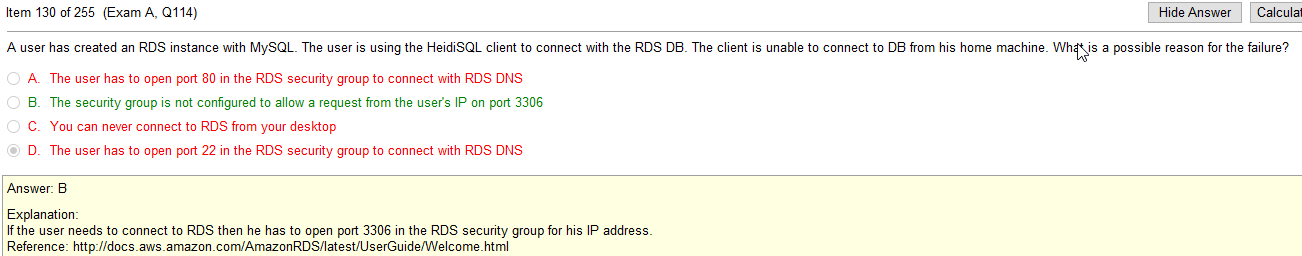 Item 130 of 255 (Exam A, Q114)
Hide Answer
Calculat
A user has created an RDS instance with MySQL. The user is using the HeidiSQL client to connect with the RDS DB. The client is unable to connect to DB from his home machine. What is a possible reason for the failure?
A. The user has to open port 80 in the RDS security group to connect with RDS DNS
B. The security group is not configured to allow a request from the user's IP on port 3306
C. You can never connect to RDS from your desktop
D. The user has to open port 22 in the RDS security group to connect with RDS DNS
Answer: B
Explanation:
If the user needs to connect to RDS then he has to open port 3306 in the RDS security group for his IP address.
Reference: http://docs.aws.amazon.com/AmazonRDS/latest/UserGuide/Welcome.html